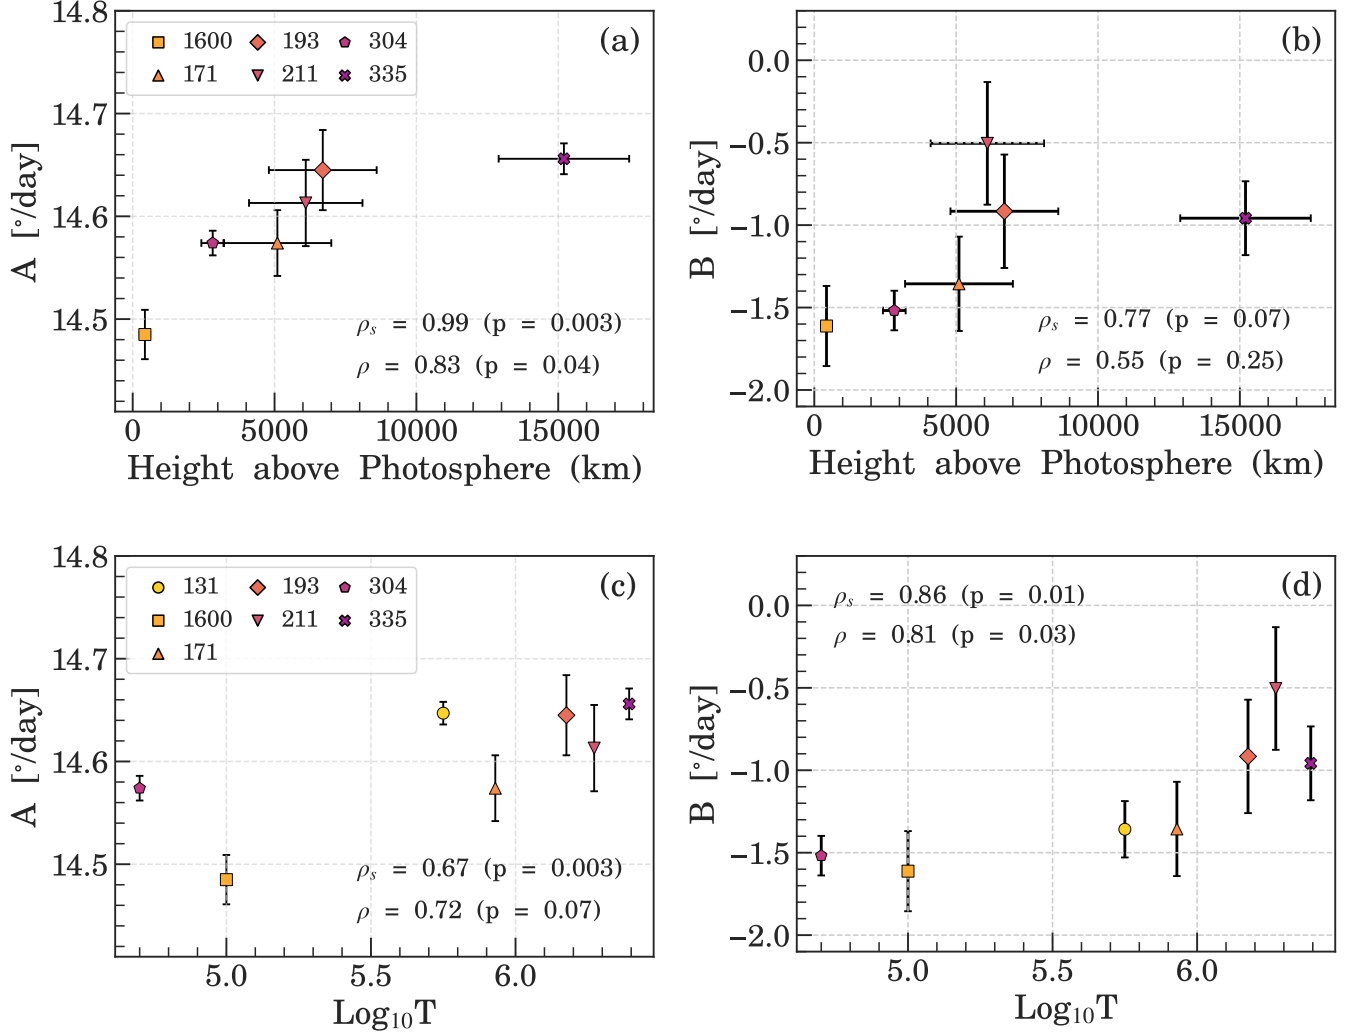 14.8
14.7
14.6
14.5
A [°/day]
1600 193 304
171 211 335
(a)
ρs = 0.99 (p = 0.003)
ρ = 0.83 (p = 0.04)
0 5000 10000 15000
Height above Photosphere (km)
0.0
−0.5
−1.0
−1.5
−2.0
B [°/day]
(b)
ρs = 0.77 (p = 0.07)
ρ = 0.55 (p = 0.25)
0 5000 10000 15000
Height above Photosphere (km)
14.8
14.7
14.6
14.5
A [°/day]
131 193 304
1600 211 335
171
(c)
ρs = 0.67 (p = 0.003)
ρ = 0.72 (p = 0.07)
5.0 5.5 6.0
Log10T
0.0
−0.5
−1.0
−1.5
−2.0
B [°/day]
ρs = 0.86 (p = 0.01)
ρ = 0.81 (p = 0.03)
(d)
5.0 5.5 6.0
Log10T